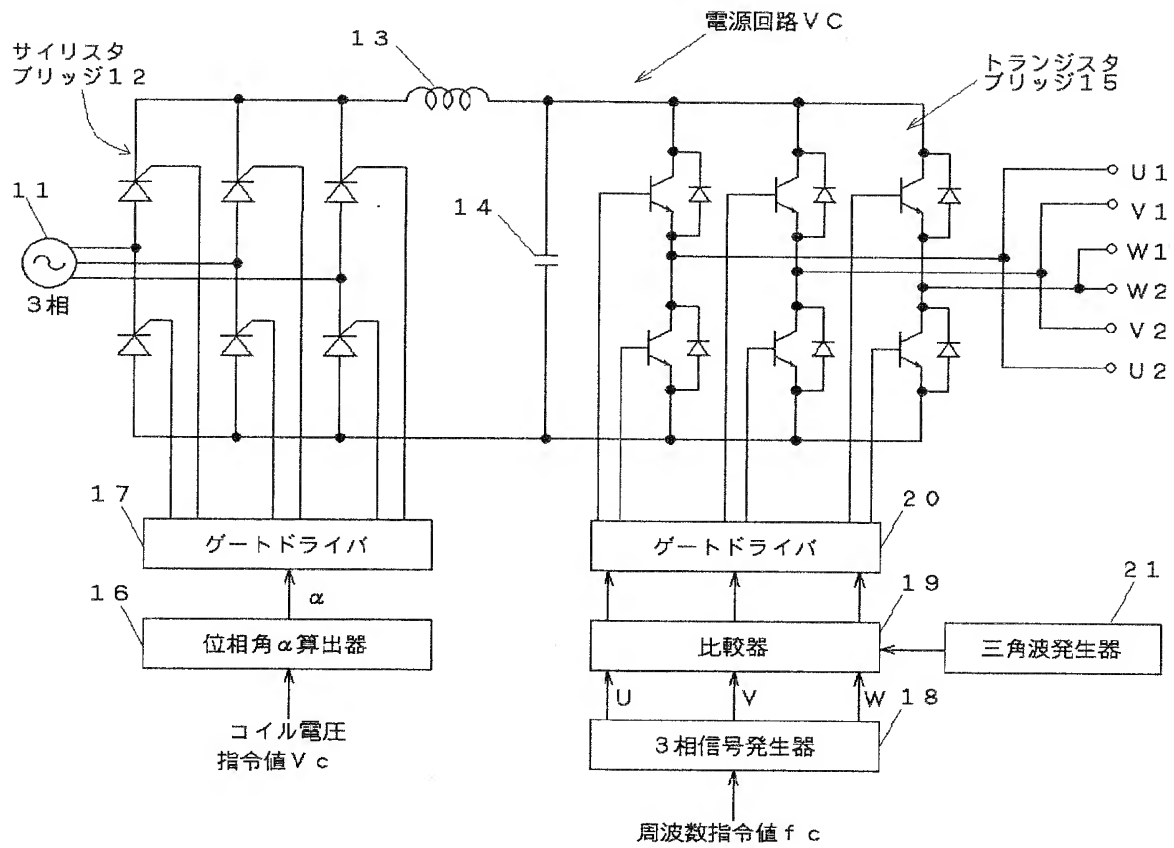 電源回路VC
サイリスタ
ブリッジ12
13
トランジスタ
ブリッジ15
11
3相
14
U1
V1
W1
W2
V2
U2
17
ゲートドライバ
20
ゲートドライバ
α
16
位相角α算出器
19
比較器
21
三角波発生器
コイル電圧
指令値Vc
U
V
W
18
3相信号発生器
周波数指令値fc